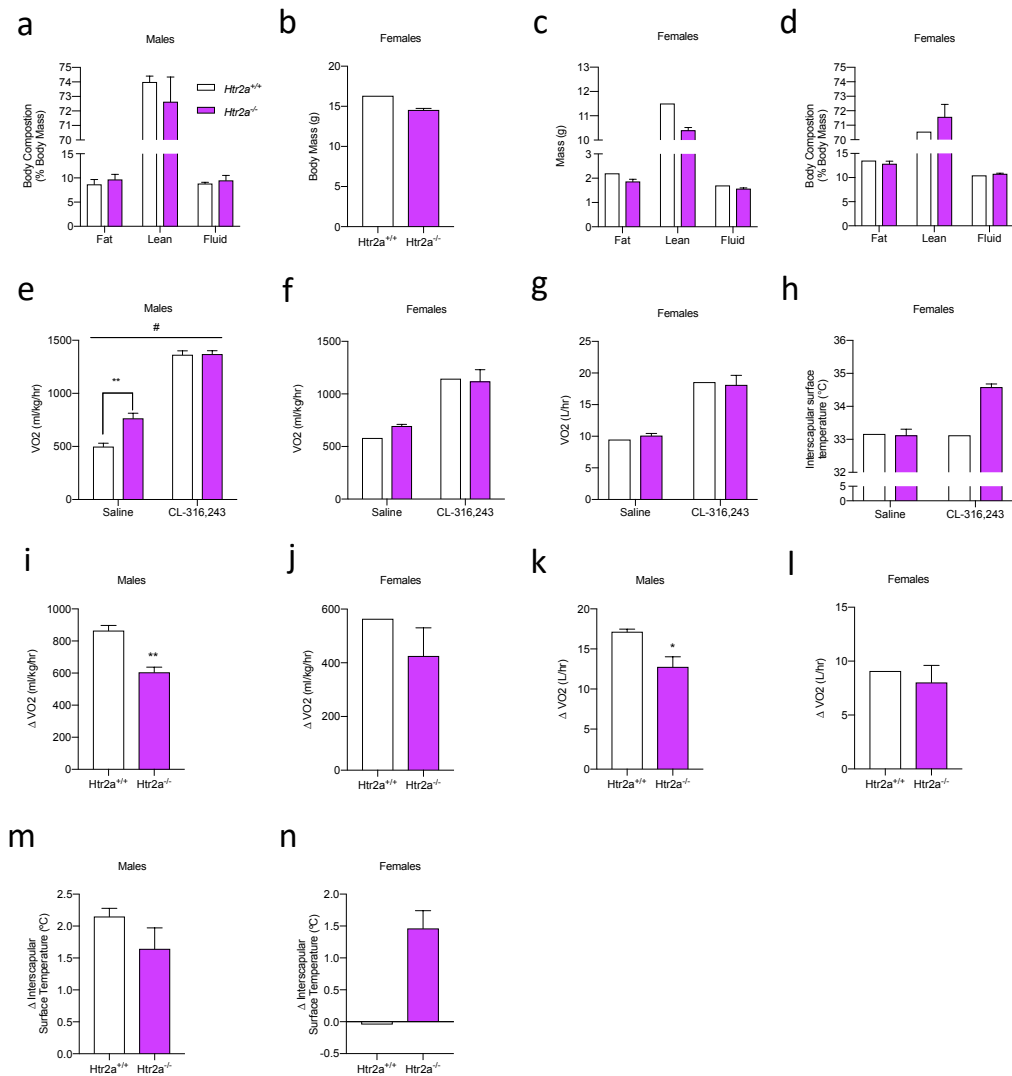 a
Males
Body Compostion
(% Body Mass)
75
74
73
72
71
70
15
10
5
0
Fat
Lean
Fluid
Htr2a+/+
Htr2a-/-
b
Females
Body Mass (g)
20
15
10
5
0
Htr2a+/+
Htr2a-/-
c
Females
Mass (g)
13
12
11
10
4
3
2
1
0
Fat
Lean
Fluid
d
Females
Body Compostion
(% Body Mass)
75
74
73
72
71
70
15
10
5
0
Fat
Lean
Fluid
e
Males
#
**
VO2 (ml/kg/hr)
1500
1000
500
0
Saline
CL-316,243
f
Females
VO2 (ml/kg/hr)
1500
1000
500
0
Saline
CL-316,243
g
Females
VO2 (L/hr)
25
20
15
10
5
0
Saline
CL-316,243
h
Females
Interscapular surface
temperature (°C)
36
35
34
33
32
5
0
Saline
CL-316,243
i
Males
Δ VO2 (ml/kg/hr)
1000
800
600
400
200
0
**
Htr2a+/+
Htr2a-/-
j
Females
Δ VO2 (ml/kg/hr)
600
400
200
0
Htr2a+/+
Htr2a-/-
k
Males
Δ VO2 (L/hr)
20
15
10
5
0
*
Htr2a+/+
Htr2a-/-
l
Females
Δ VO2 (L/hr)
15
10
5
0
Htr2a+/+
Htr2a-/-
m
Males
Δ Interscapular
Surface Temperature (ºC)
2.5
2.0
1.5
1.0
0.5
0.0
Htr2a+/+
Htr2a-/-
n
Females
Δ Interscapular
Surface Temperature (ºC)
2.0
1.5
1.0
0.5
0.0
-0.5
Htr2a+/+
Htr2a-/-